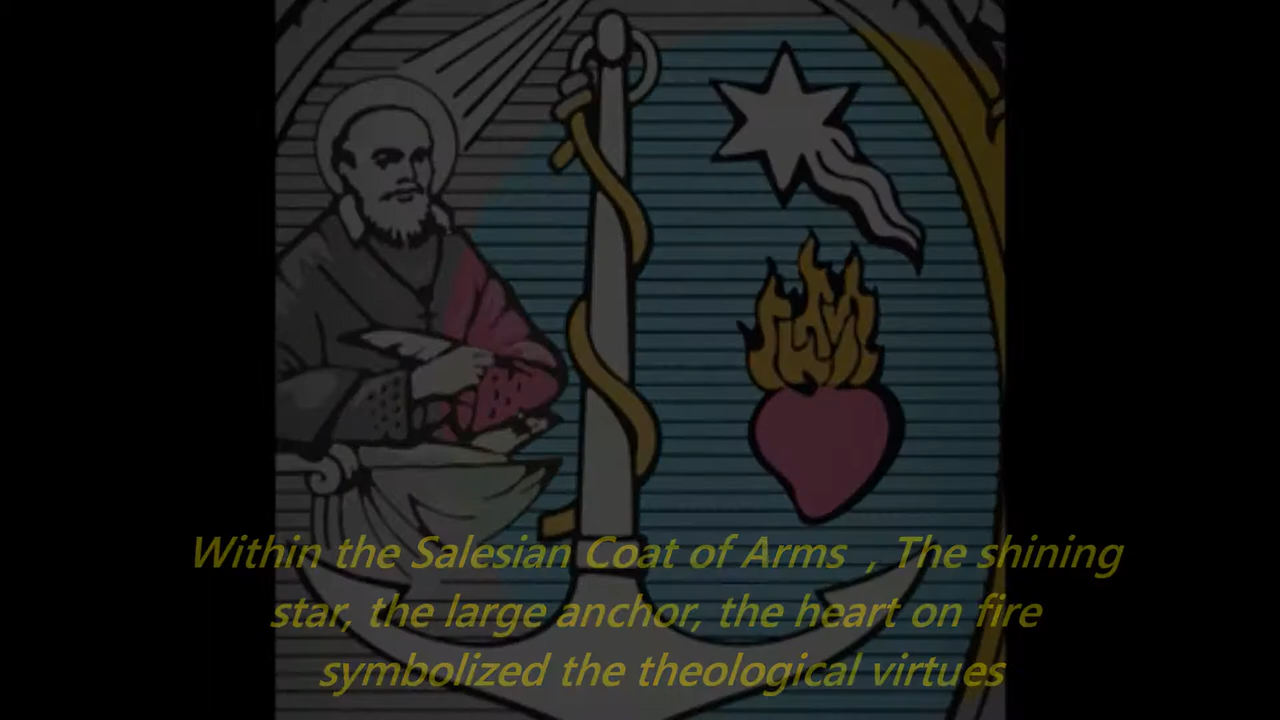 Within the Salesian Coat of Arms , The shining
star, the large anchor, the heart on fire
symbolized the theological virtues